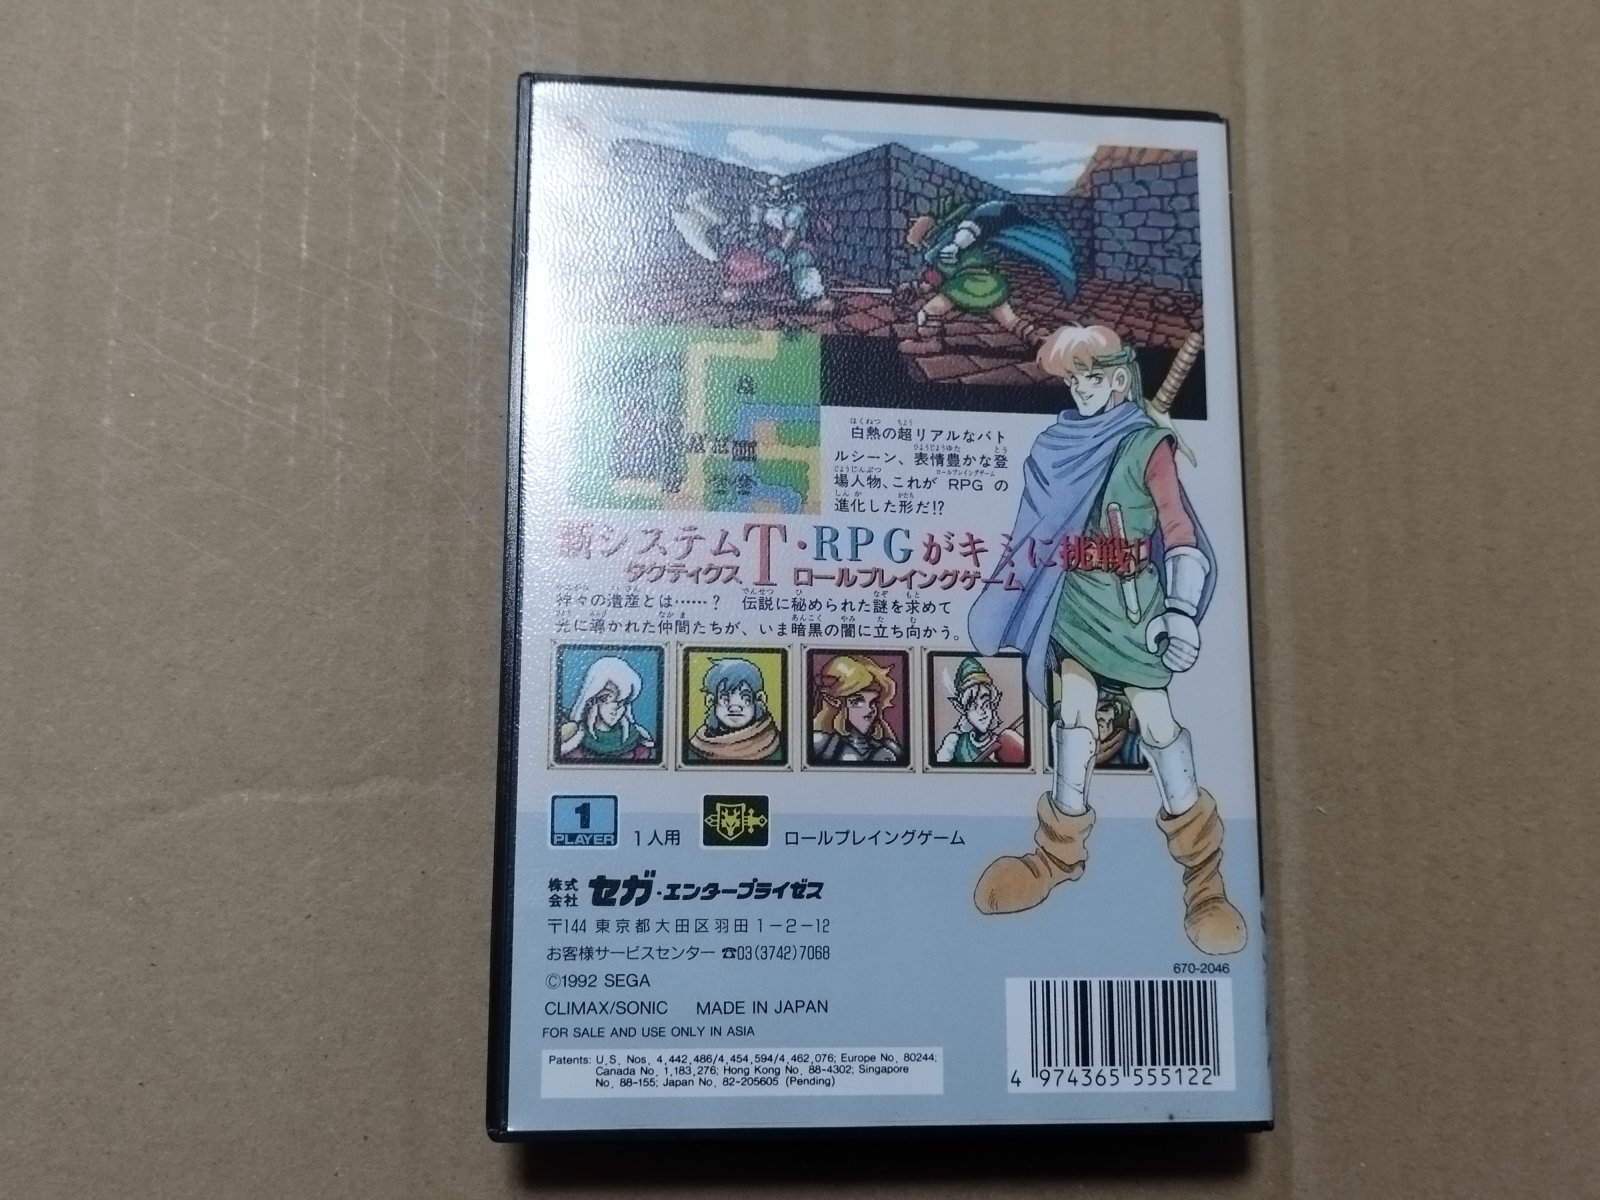 白熱の超リアルなバト
ルシーン、表情豊かな登
場人物、これが RPG の
進化した形だ!?
新システムT・RPGがキミに挑戦!!
タクティクス ロールプレイングゲーム
神々の遺産とは……? 伝説に秘められた謎を求めて
光に導かれた仲間たちが、いま暗黒の闇に立ち向かう。
1
PLAYER
1人用
ロールプレイングゲーム
株式会社 セガ・エンタープライゼス
〒144 東京都大田区羽田1-2-12
お客様サービスセンター ☎03(3742)7068
©1992 SEGA
CLIMAX/SONIC MADE IN JAPAN
FOR SALE AND USE ONLY IN ASIA
Patents: U.S. Nos. 4,442,486/4,454,594/4,462,076; Europe No. 80244;
Canada No. 1,183,276; Hong Kong No. 88-4302; Singapore
No. 88-155; Japan No. 82-205605 (Pending)
670-2046
4 974365 555122